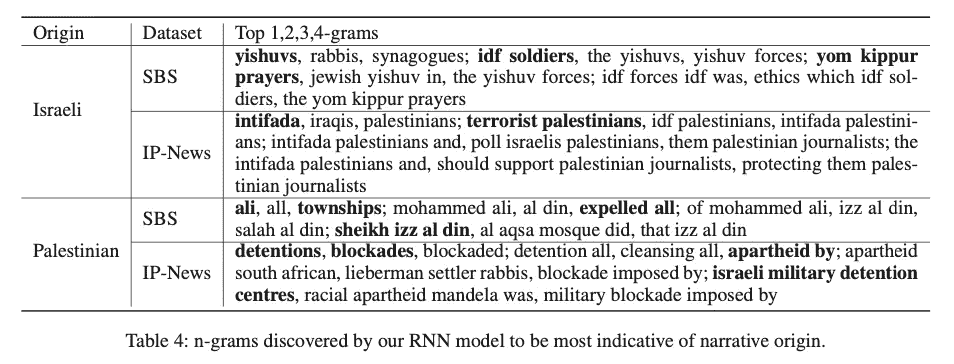 Origin Dataset Top 1,2,3,4-grams
Israeli
SBS
yishuvs, rabbis, synagogues; idf soldiers, the yishuvs, yishuv forces; yom kippur
prayers, jewish yishuv in, the yishuv forces; idf forces idf was, ethics which idf sol-
diers, the yom kippur prayers
IP-News
intifada, iraqis, palestinians; terrorist palestinians, idf palestinians, intifada palestini-
ans; intifada palestinians and, poll israelis palestinians, them palestinian journalists; the
intifada palestinians and, should support palestinian journalists, protecting them pales-
tinian journalists
Palestinian
SBS
ali, all, townships; mohammed ali, al din, expelled all; of mohammed ali, izz al din,
salah al din; sheikh izz al din, al aqsa mosque did, that izz al din
IP-News
detentions, blockades, blockaded; detention all, cleansing all, apartheid by; apartheid
south african, lieberman settler rabbis, blockade imposed by; israeli military detention
centres, racial apartheid mandela was, military blockade imposed by
Table 4: n-grams discovered by our RNN model to be most indicative of narrative origin.